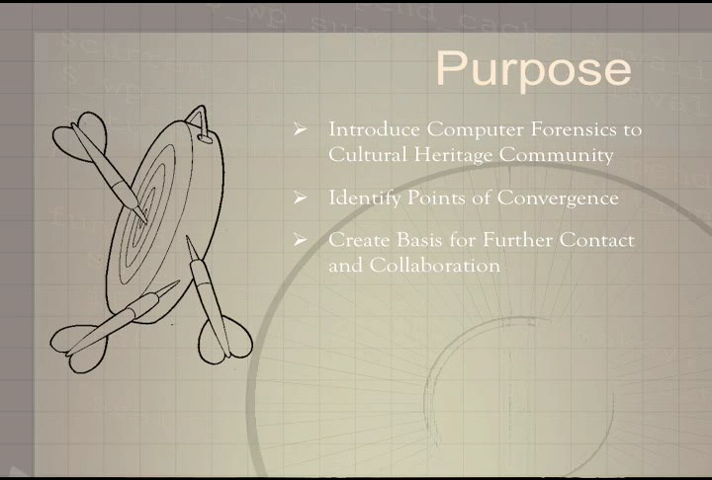 Purpose
Introduce Computer Forensics to
Cultural Heritage Community
Identify Points of Convergence
Create Basis for Further Contact
and Collaboration